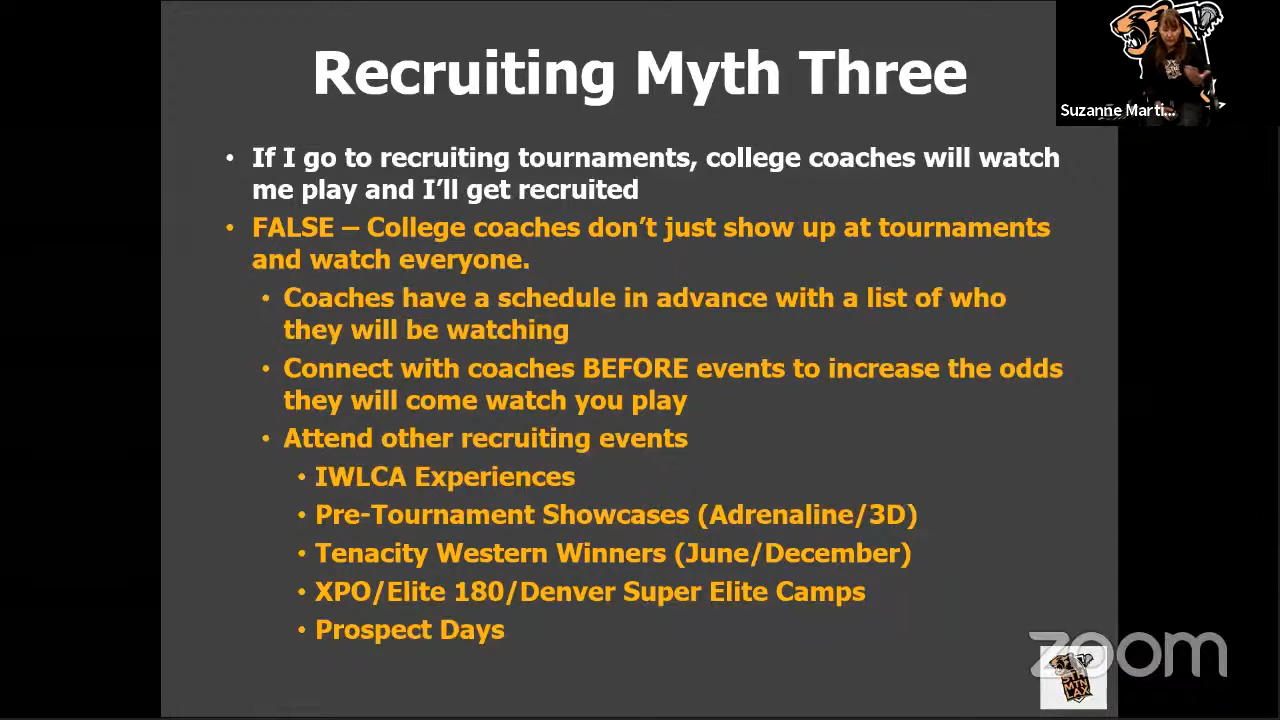 Recruiting Myth Three
Suzanne Marti...
• If I go to recruiting tournaments, college coaches will watch
me play and I’ll get recruited
• FALSE – College coaches don’t just show up at tournaments
and watch everyone.
• Coaches have a schedule in advance with a list of who
they will be watching
• Connect with coaches BEFORE events to increase the odds
they will come watch you play
• Attend other recruiting events
• IWLCA Experiences
• Pre-Tournament Showcases (Adrenaline/3D)
• Tenacity Western Winners (June/December)
• XPO/Elite 180/Denver Super Elite Camps
• Prospect Days
zoom
STH
MTN
LAX